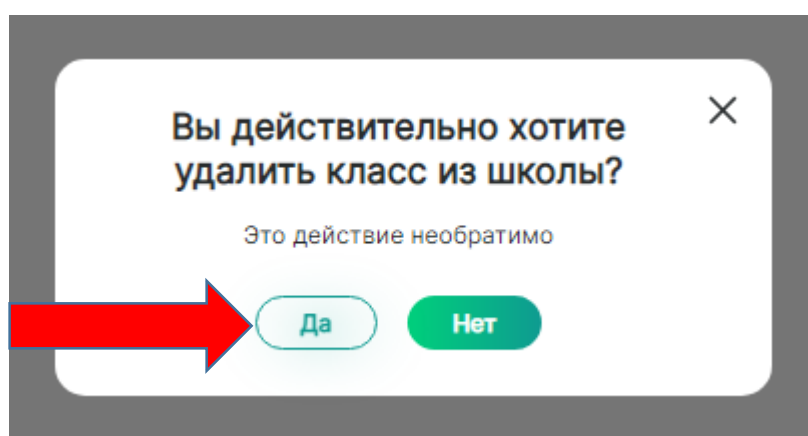 Вы действительно хотите
удалить класс из школы?
Это действие необратимо
Да
Нет